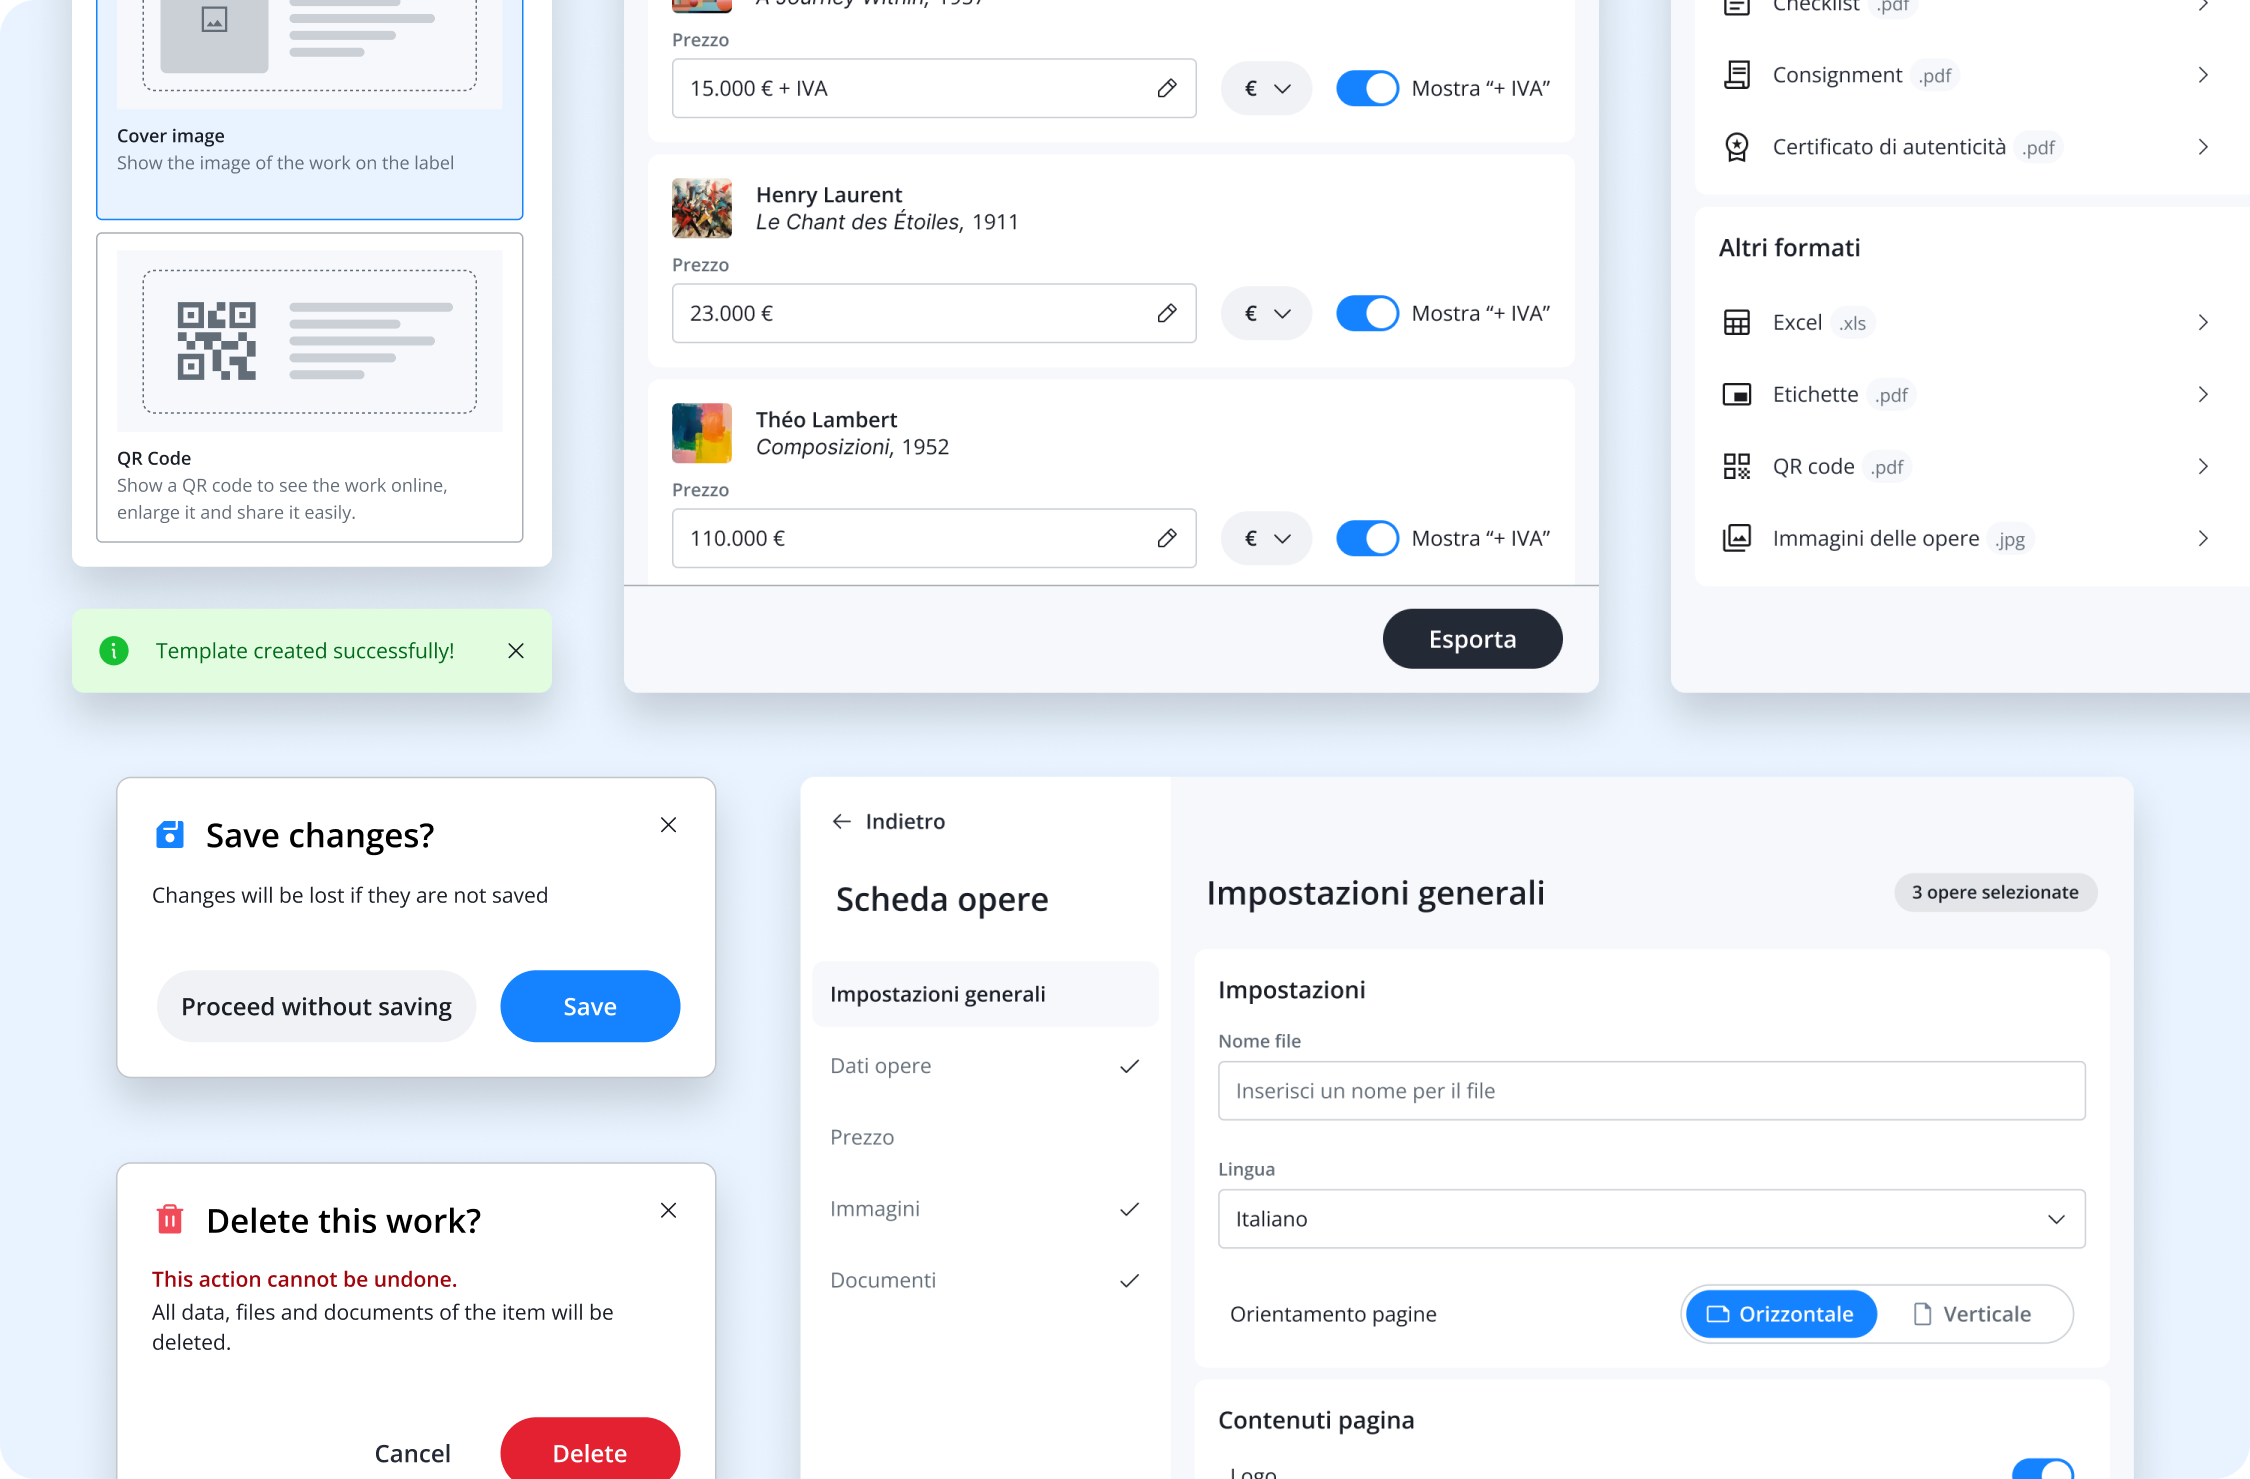 Cover image
Show the image of the work on the label
QR Code
Show a QR code to see the work online,
enlarge it and share it easily.
Template created successfully!
A Journey Within, 1937
Prezzo
15.000 € + IVA
€
Mostra “+ IVA”
Henry Laurent
Le Chant des Étoiles, 1911
Prezzo
23.000 €
€
Mostra “+ IVA”
Théo Lambert
Composizioni, 1952
Prezzo
110.000 €
€
Mostra “+ IVA”
Esporta
Checklist .pdf
Consignment .pdf
Certificato di autenticità .pdf
Altri formati
Excel .xls
Etichette .pdf
QR code .pdf
Immagini delle opere .jpg
Save changes?
Changes will be lost if they are not saved
Proceed without saving
Save
Delete this work?
This action cannot be undone.
All data, files and documents of the item will be
deleted.
Cancel
Delete
Indietro
Scheda opere
Impostazioni generali
Dati opere
Prezzo
Immagini
Documenti
Impostazioni generali
3 opere selezionate
Impostazioni
Nome file
Inserisci un nome per il file
Lingua
Italiano
Orientamento pagine
Orizzontale
Verticale
Contenuti pagina
Logo